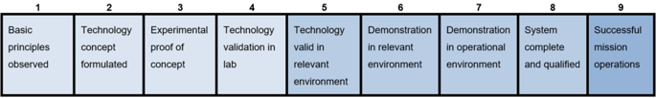 1 2 3 4 5 6 7 8 9
Basic
principles
observed
Technology
concept
formulated
Experimental
proof of
concept
Technology
validation in
lab
Technology
valid in
relevant
environment
Demonstration
in relevant
environment
Demonstration
in operational
environment
System
complete
and qualified
Successful
mission
operations